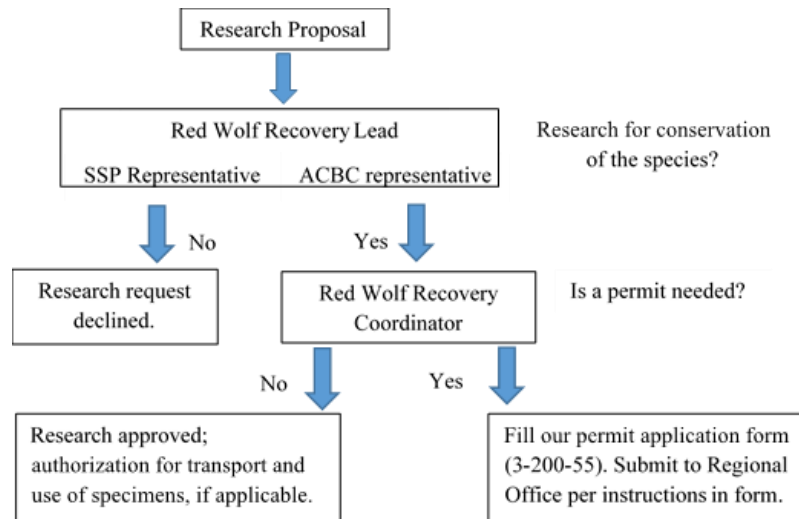 Research Proposal
Red Wolf Recovery Lead
SSP Representative
ACBC representative
Research for conservation
of the species?
No
Yes
Research request
declined.
Red Wolf Recovery
Coordinator
Is a permit needed?
No
Yes
Research approved;
authorization for transport and
use of specimens, if applicable.
Fill our permit application form
(3-200-55). Submit to Regional
Office per instructions in form.